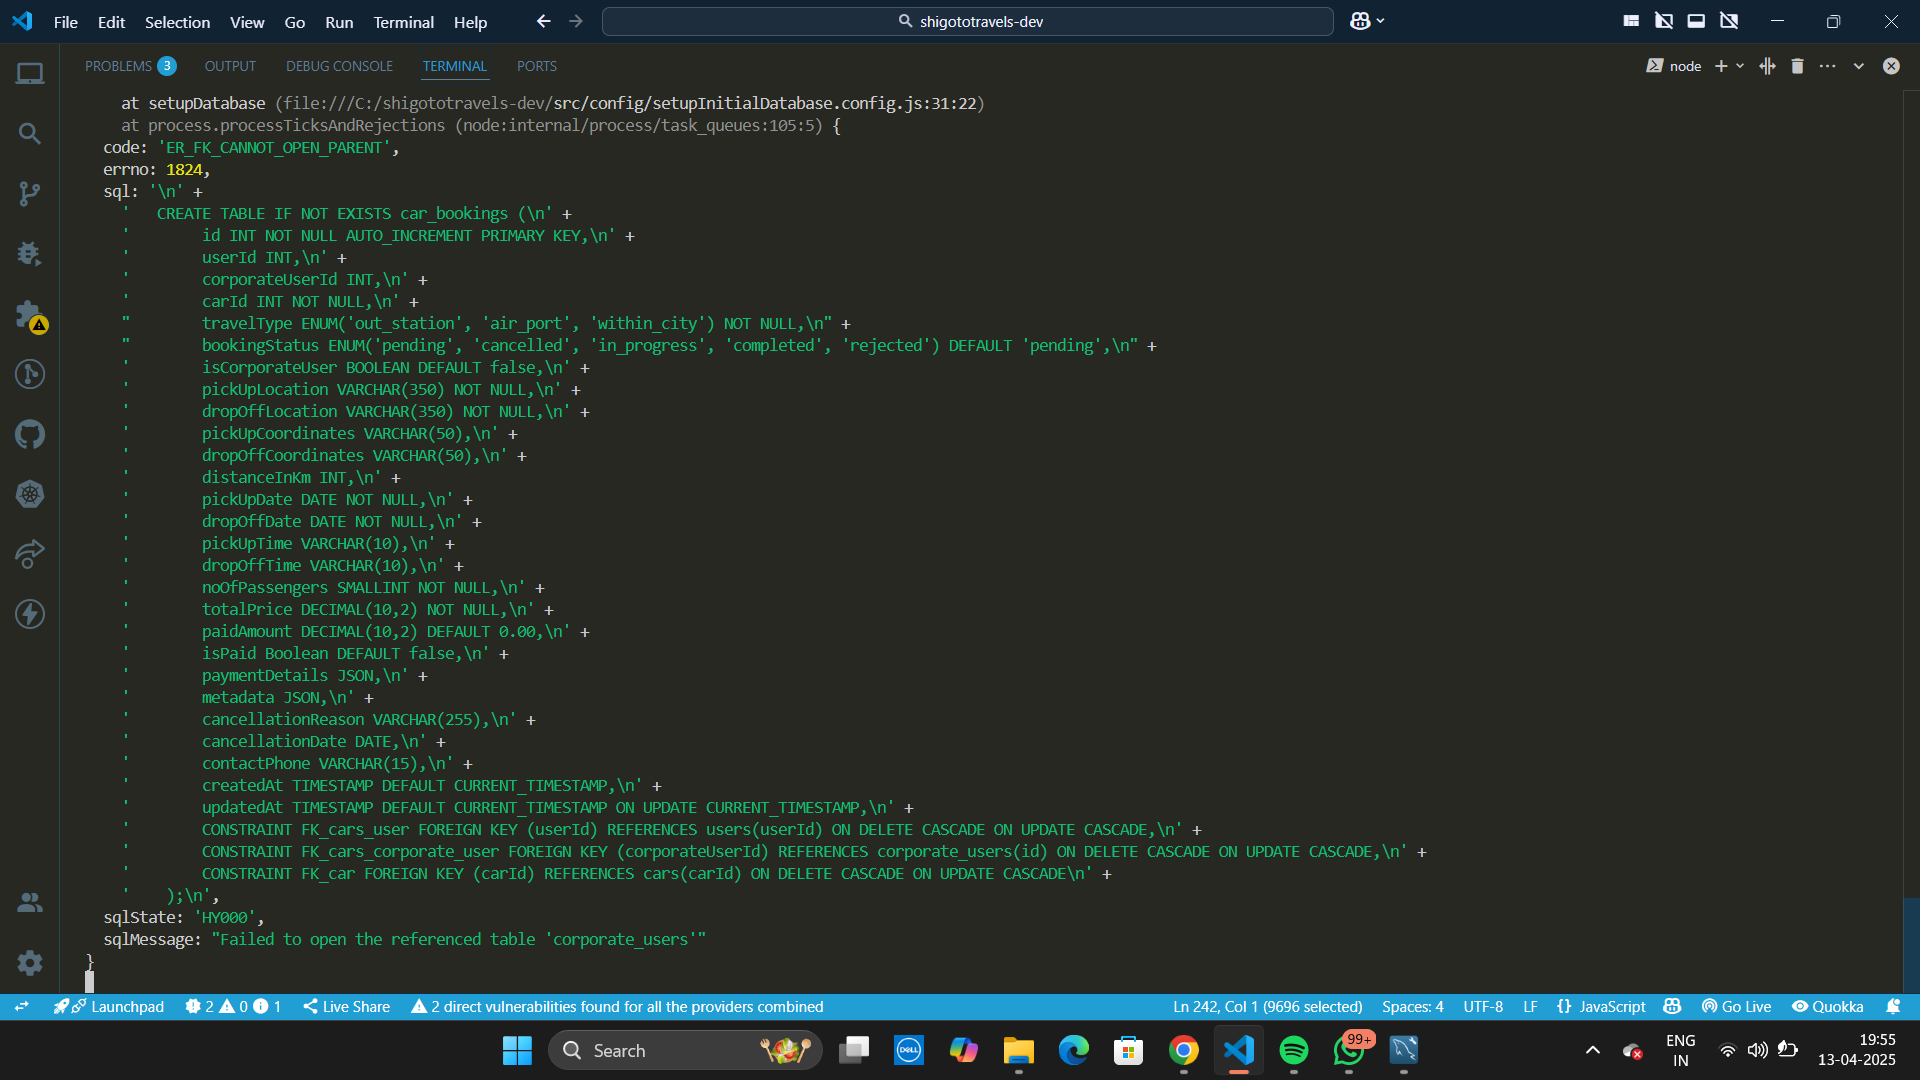 File Edit Selection View Go Run Terminal Help
shigototravels-dev
PROBLEMS 3 OUTPUT DEBUG CONSOLE TERMINAL PORTS
node
at setupDatabase (file:///C:/shigototravels-dev/src/config/setupInitialDatabase.config.js:31:22)
at process.processTicksAndRejections (node:internal/process/task_queues:105:5) {
code: 'ER_FK_CANNOT_OPEN_PARENT',
errno: 1824,
sql: '\n' +
' CREATE TABLE IF NOT EXISTS car_bookings (\n' +
' id INT NOT NULL AUTO_INCREMENT PRIMARY KEY,\n' +
' userId INT,\n' +
' corporateUserId INT,\n' +
' carId INT NOT NULL,\n' +
" travelType ENUM('out_station', 'air_port', 'within_city') NOT NULL,\n" +
" bookingStatus ENUM('pending', 'cancelled', 'in_progress', 'completed', 'rejected') DEFAULT 'pending',\n" +
' isCorporateUser BOOLEAN DEFAULT false,\n' +
' pickUpLocation VARCHAR(350) NOT NULL,\n' +
' dropOffLocation VARCHAR(350) NOT NULL,\n' +
' pickUpCoordinates VARCHAR(50),\n' +
' dropOffCoordinates VARCHAR(50),\n' +
' distanceInKm INT,\n' +
' pickUpDate DATE NOT NULL,\n' +
' dropOffDate DATE NOT NULL,\n' +
' pickUpTime VARCHAR(10),\n' +
' dropOffTime VARCHAR(10),\n' +
' noOfPassengers SMALLINT NOT NULL,\n' +
' totalPrice DECIMAL(10,2) NOT NULL,\n' +
' paidAmount DECIMAL(10,2) DEFAULT 0.00,\n' +
' isPaid Boolean DEFAULT false,\n' +
' paymentDetails JSON,\n' +
' metadata JSON,\n' +
' cancellationReason VARCHAR(255),\n' +
' cancellationDate DATE,\n' +
' contactPhone VARCHAR(15),\n' +
' createdAt TIMESTAMP DEFAULT CURRENT_TIMESTAMP,\n' +
' updatedAt TIMESTAMP DEFAULT CURRENT_TIMESTAMP ON UPDATE CURRENT_TIMESTAMP,\n' +
' CONSTRAINT FK_cars_user FOREIGN KEY (userId) REFERENCES users(userId) ON DELETE CASCADE ON UPDATE CASCADE,\n' +
' CONSTRAINT FK_cars_corporate_user FOREIGN KEY (corporateUserId) REFERENCES corporate_users(id) ON DELETE CASCADE ON UPDATE CASCADE,\n' +
' CONSTRAINT FK_car FOREIGN KEY (carId) REFERENCES cars(carId) ON DELETE CASCADE ON UPDATE CASCADE\n' +
' );\n',
sqlState: 'HY000',
sqlMessage: "Failed to open the referenced table 'corporate_users'"
}
Launchpad 2 0 1 Live Share 2 direct vulnerabilities found for all the providers combined Ln 242, Col 1 (9696 selected) Spaces: 4 UTF-8 LF {} JavaScript Go Live Quokka
Search
DELL
99+
ENG
IN
19:55
13-04-2025